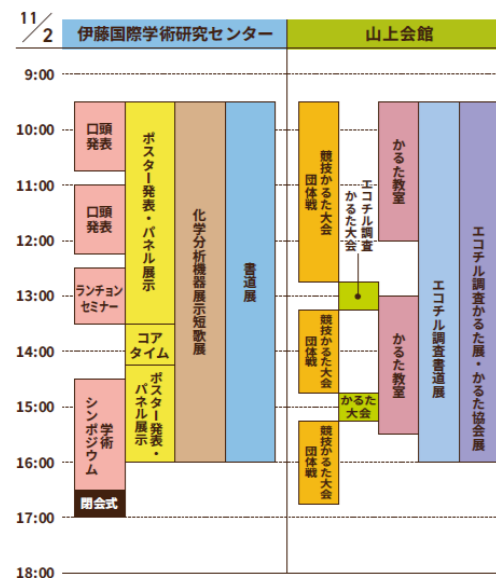 11/2
伊藤国際学術研究センター
山上会館
9:00
10:00
11:00
12:00
13:00
14:00
15:00
16:00
17:00
18:00
口頭
発表
口頭
発表
ランチョン
セミナー
学術
シンポジウム
閉会式
ポスター発表・パネル展示
コア
タイム
ポスター発表・
パネル展示
化学分析機器展示短歌展
書道展
競技かるた大会
団体戦
競技かるた大会
団体戦
競技かるた大会
団体戦
エコチル調査
かるた大会
かるた
大会
かるた教室
かるた教室
エコチル調査書道展
エコチル調査かるた展・かるた協会展